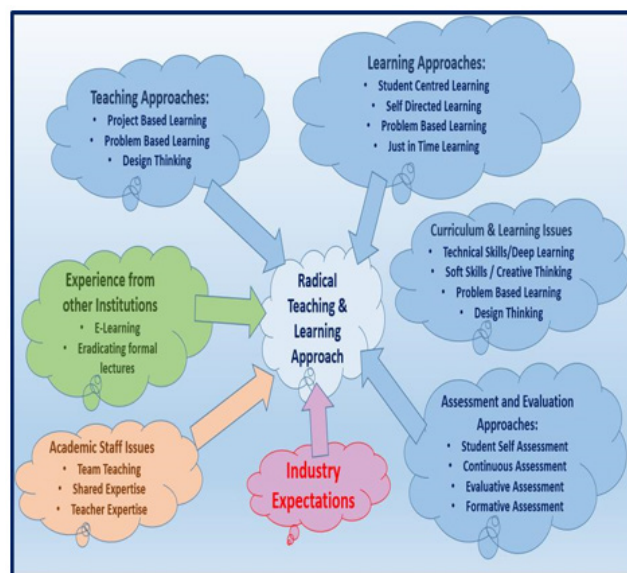 Teaching Approaches:
• Project Based Learning
• Problem Based Learning
• Design Thinking
Learning Approaches:
• Student Centred Learning
• Self Directed Learning
• Problem Based Learning
• Just in Time Learning
Experience from
other Institutions
• E-Learning
• Eradicating formal
lectures
Radical
Teaching &
Learning
Approach
Curriculum & Learning Issues
• Technical Skills/Deep Learning
• Soft Skills / Creative Thinking
• Problem Based Learning
• Design Thinking
Academic Staff Issues
• Team Teaching
• Shared Expertise
• Teacher Expertise
Industry
Expectations
Assessment and Evaluation
Approaches:
• Student Self Assessment
• Continuous Assessment
• Evaluative Assessment
• Formative Assessment